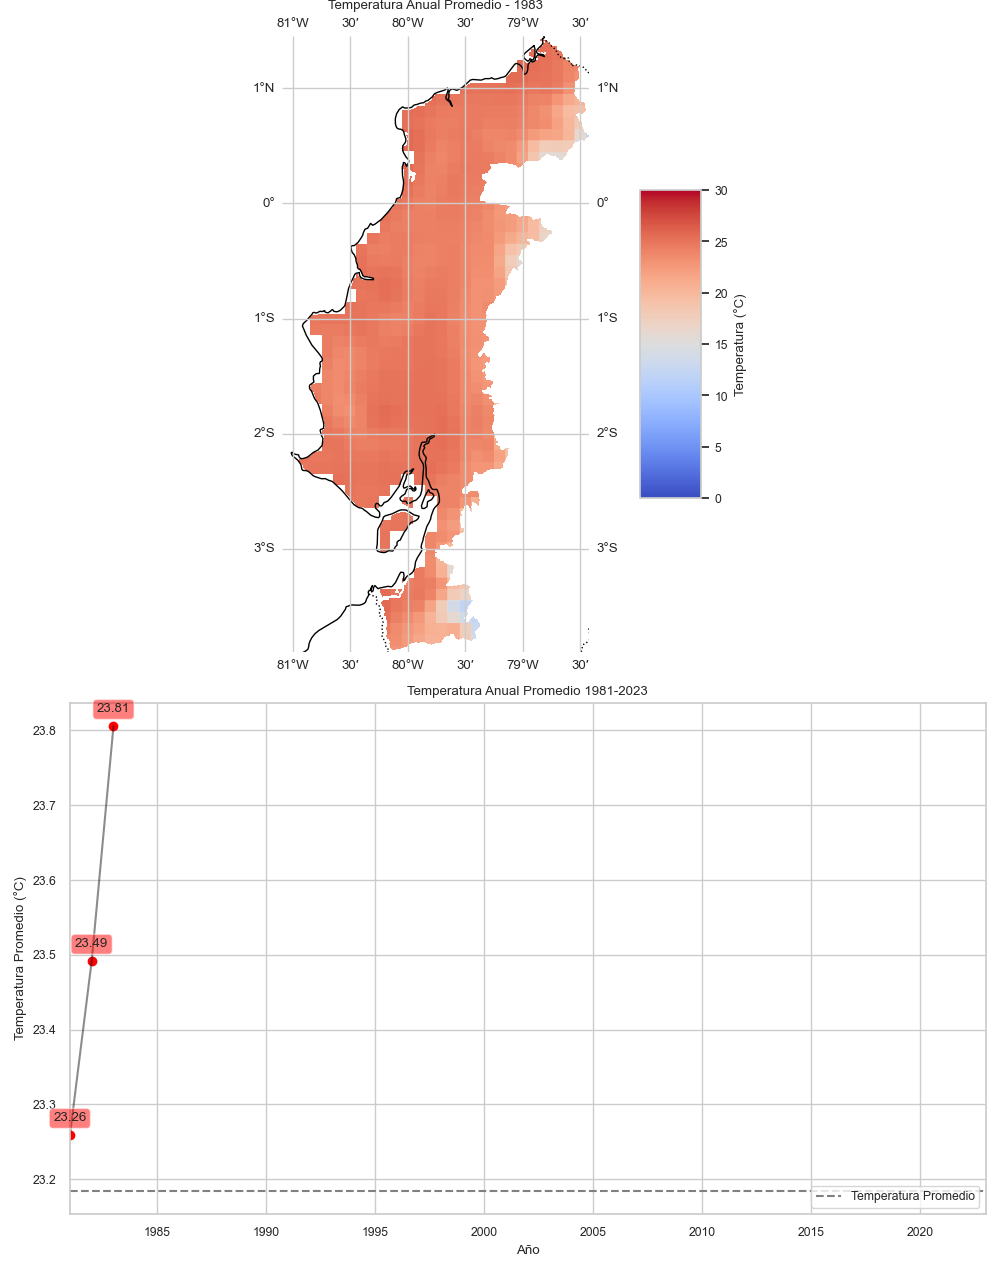 Temperatura Anual Promedio - 1983
81°W 30′ 80°W 30′ 79°W 30′
1°N 1°N
0° 0°
1°S 1°S
2°S 2°S
3°S 3°S
81°W 30′ 80°W 30′ 79°W 30′
30
25
20
15
10
5
0
Temperatura (°C)
Temperatura Anual Promedio 1981-2023
23.81
23.49
23.26
23.8
23.7
23.6
23.5
23.4
23.3
23.2
Temperatura Promedio (°C)
Temperatura Promedio
1985 1990 1995 2000 2005 2010 2015 2020
Año